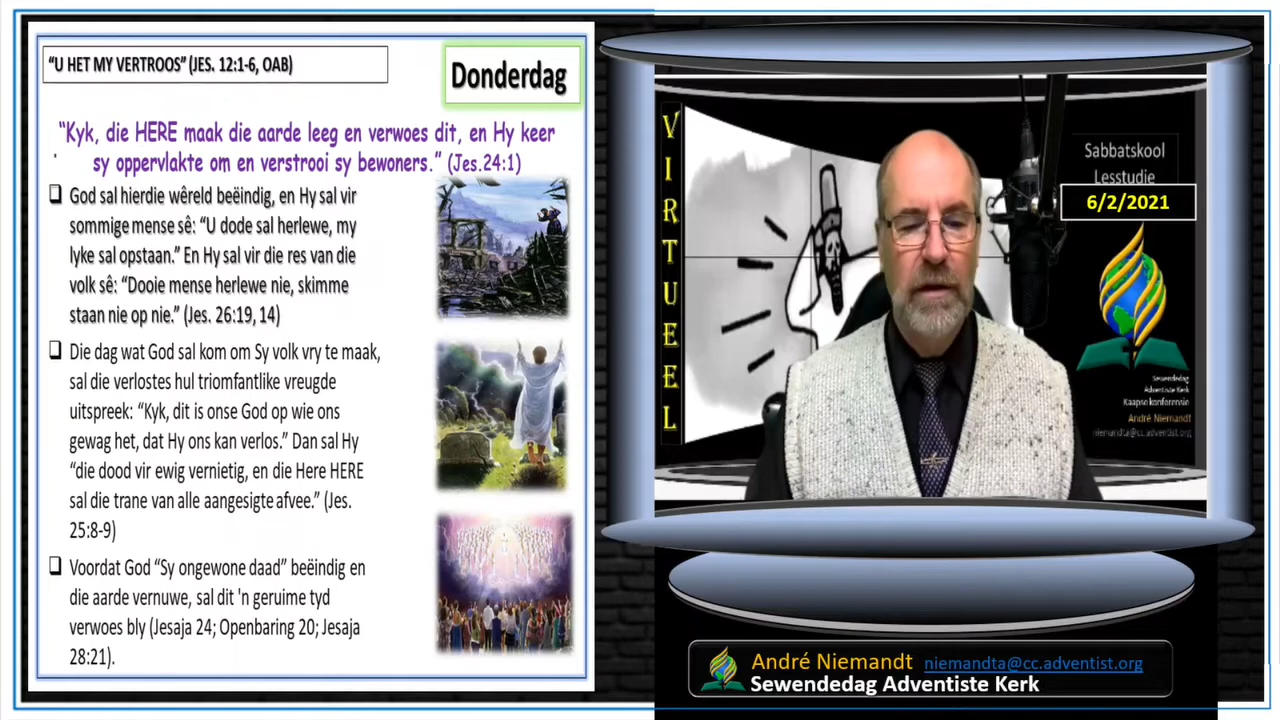 “U HET MY VERTROOS” (JES. 12:1-6, OAB)
Donderdag
“Kyk, die HERE maak die aarde leeg en verwoes dit, en Hy keer
sy oppervlakte om en verstrooi sy bewoners.” (Jes.24:1)
God sal hierdie wêreld beëindig, en Hy sal vir
sommige mense sê: “U dode sal herlewe, my
lyke sal opstaan.” En Hy sal vir die res van die
volk sê: “Dooie mense herlewe nie, skimme
staan nie op nie.” (Jes. 26:19, 14)
Die dag wat God sal kom om Sy volk vry te maak,
sal die verlostes hul triomfantlike vreugde
uitspreek: “Kyk, dit is onse God op wie ons
gewag het, dat Hy ons kan verlos.” Dan sal Hy
“die dood vir ewig vernietig, en die Here HERE
sal die trane van alle aangesigte afvee.” (Jes.
25:8-9)
Voordat God “Sy ongewone daad” beëindig en
die aarde vernuwe, sal dit 'n geruime tyd
verwoes bly (Jesaja 24; Openbaring 20; Jesaja
28:21).
VIRTUEEL
Sabbatskool
Lesstudie
6/2/2021
Sewendedag
Adventiste Kerk
Kaapse konferensie
André Niemandt
niemandta@cc.adventist.org
André Niemandt niemandta@cc.adventist.org
Sewendedag Adventiste Kerk